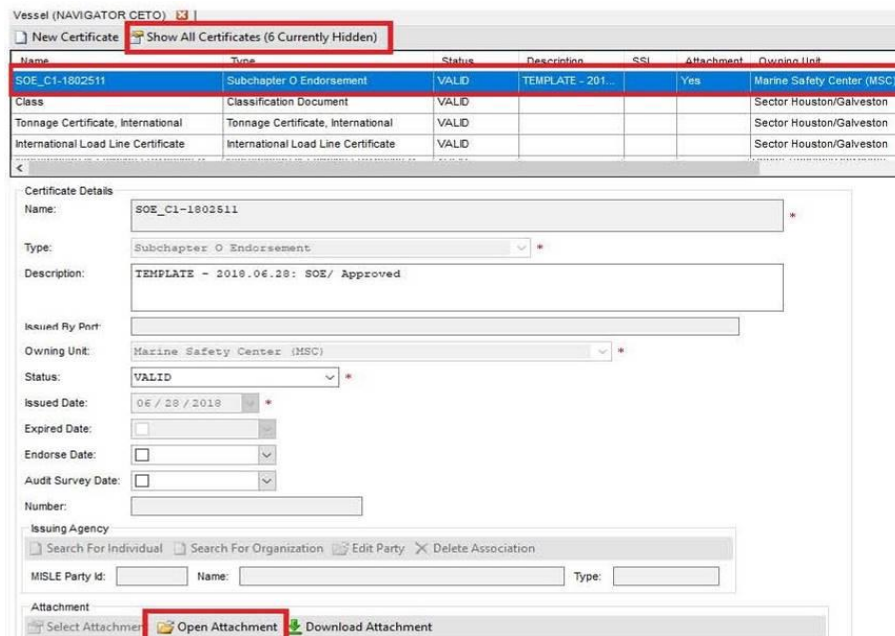 Vessel (NAVIGATOR CETO)
New Certificate Show All Certificates (6 Currently Hidden)
Name Type Status Description SSI Attachment Owning Unit
SOE_C1-1802511 Subchapter O Endorsement VALID TEMPLATE - 201... Yes Marine Safety Center (MSC)
Class Classification Document VALID Sector Houston/Galveston
Tonnage Certificate, International Tonnage Certificate, International VALID Sector Houston/Galveston
International Load Line Certificate International Load Line Certificate VALID Sector Houston/Galveston
Certificate Details
Name: SOE_C1-1802511 *
Type: Subchapter O Endorsement *
Description: TEMPLATE - 2018.06.28: SOE/ Approved
Issued By Port:
Owning Unit: Marine Safety Center (MSC) *
Status: VALID *
Issued Date: 06 / 28 / 2018 *
Expired Date:
Endorse Date:
Audit Survey Date:
Number:
Issuing Agency
Search For Individual Search For Organization Edit Party Delete Association
MISLE Party Id: Name: Type:
Attachment
Select Attachment Open Attachment Download Attachment